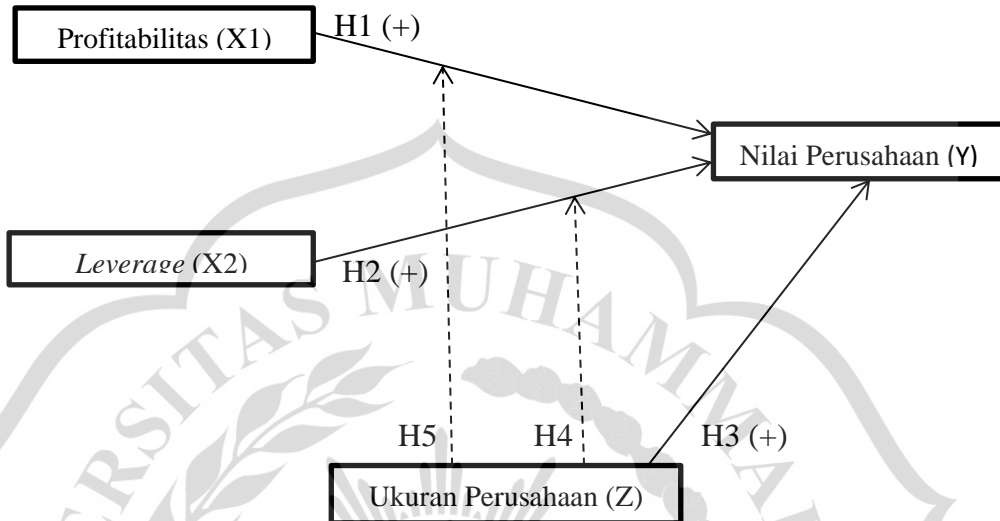 Profitabilitas (X1)
H1 (+)
Nilai Perusahaan (Y)
Leverage (X2)
H2 (+)
H5
H4
H3 (+)
Ukuran Perusahaan (Z)